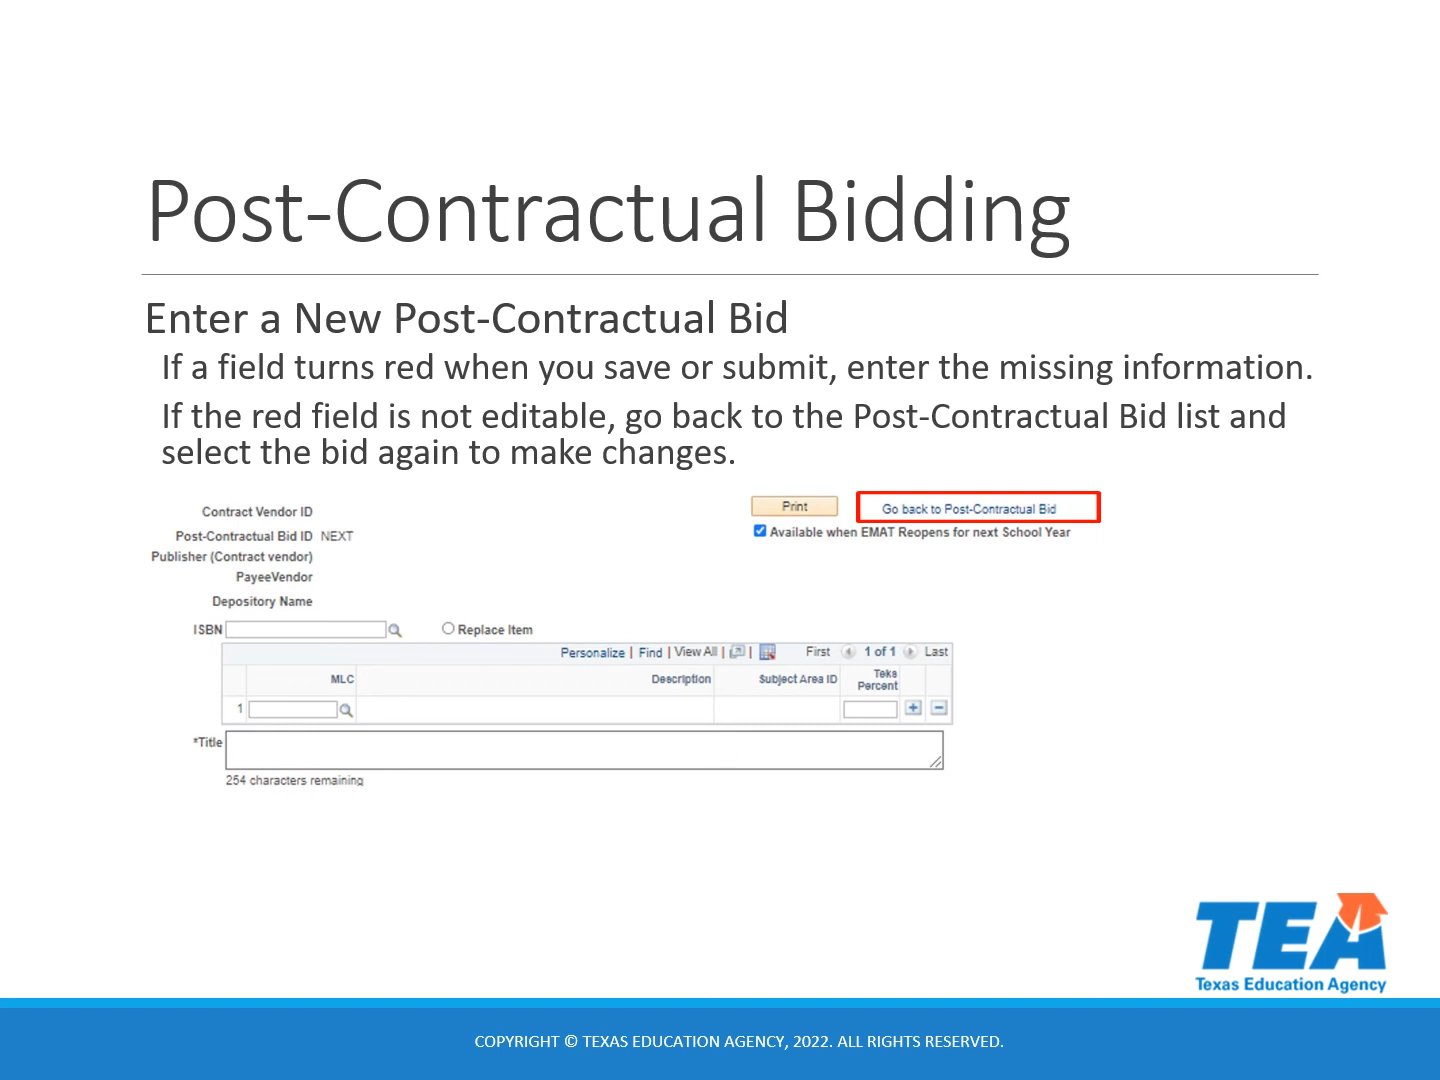 Post-Contractual Bidding
Enter a New Post-Contractual Bid
If a field turns red when you save or submit, enter the missing information.
If the red field is not editable, go back to the Post-Contractual Bid list and
select the bid again to make changes.
Contract Vendor ID
Print
Go back to Post-Contractual Bid
Post-Contractual Bid ID NEXT
Available when EMAT Reopens for next School Year
Publisher (Contract vendor)
PayeeVendor
Depository Name
ISBN
Replace Item
Personalize | Find | View All | | First 1 of 1 Last
MLC Description Subject Area ID Teks Percent
1
*Title
254 characters remaining
TEA
Texas Education Agency
COPYRIGHT © TEXAS EDUCATION AGENCY, 2022. ALL RIGHTS RESERVED.